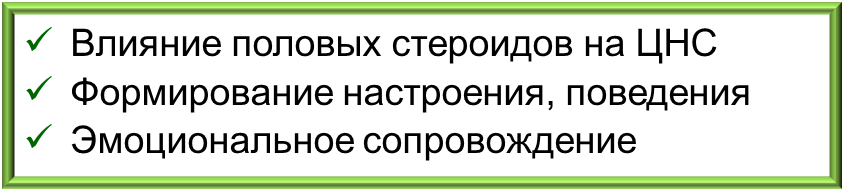 ✓ Влияние половых стероидов на ЦНС
✓ Формирование настроения, поведения
✓ Эмоциональное сопровождение